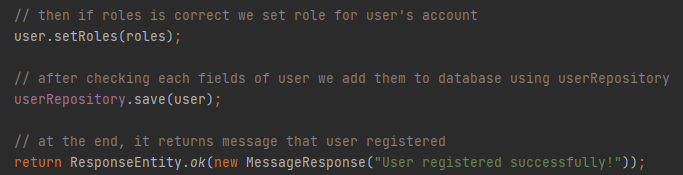 // then if roles is correct we set role for user's account
user.setRoles(roles);
// after checking each fields of user we add them to database using userRepository
userRepository.save(user);
// at the end, it returns message that user registered
return ResponseEntity.ok(new MessageResponse("User registered successfully!"));